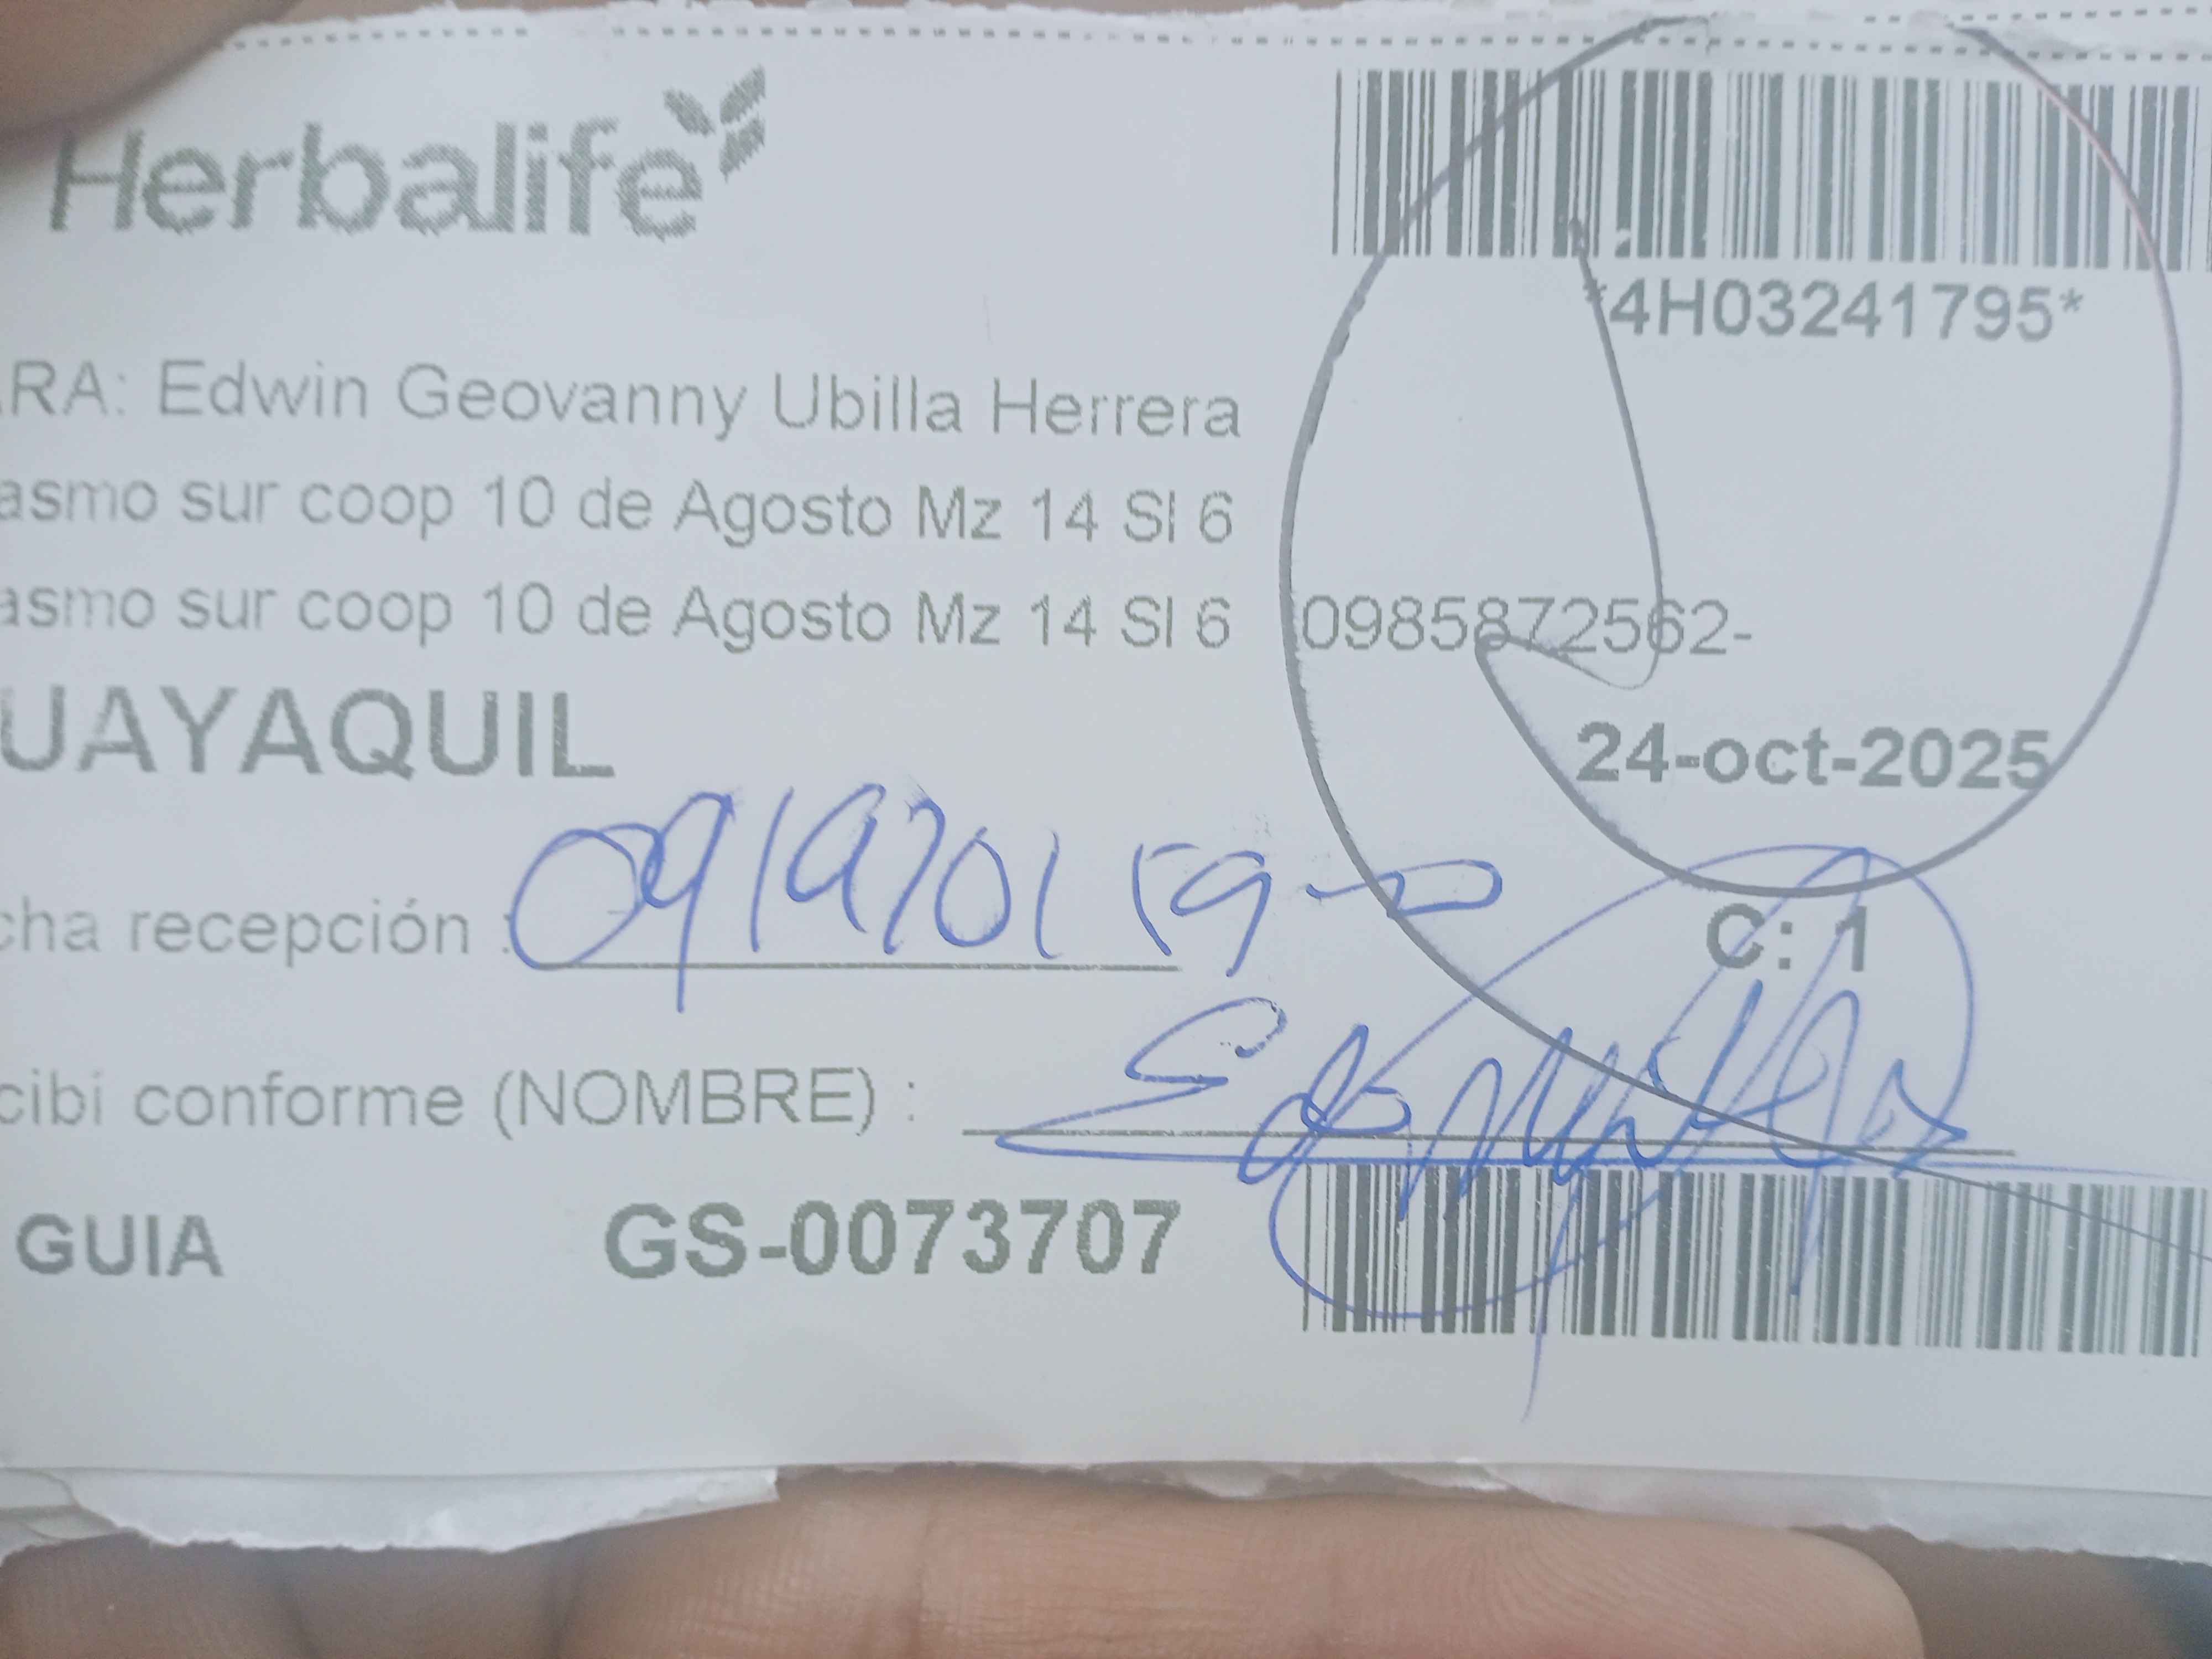 Herbalife
*4H03241795*
RA: Edwin Geovanny Ubilla Herrera
asmo sur coop 10 de Agosto Mz 14 Sl 6
asmo sur coop 10 de Agosto Mz 14 Sl 6 0985872562-
UAYAQUIL
24-oct-2025
cha recepción :
C: 1
cibí conforme (NOMBRE) :
GUIA GS-0073707